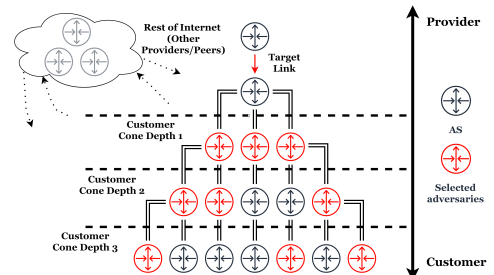 Rest of Internet
(Other
Providers/Peers)
Target
Link
Provider
Customer
Cone Depth 1
AS
Customer
Cone Depth 2
Selected
adversaries
Customer
Cone Depth 3
Customer